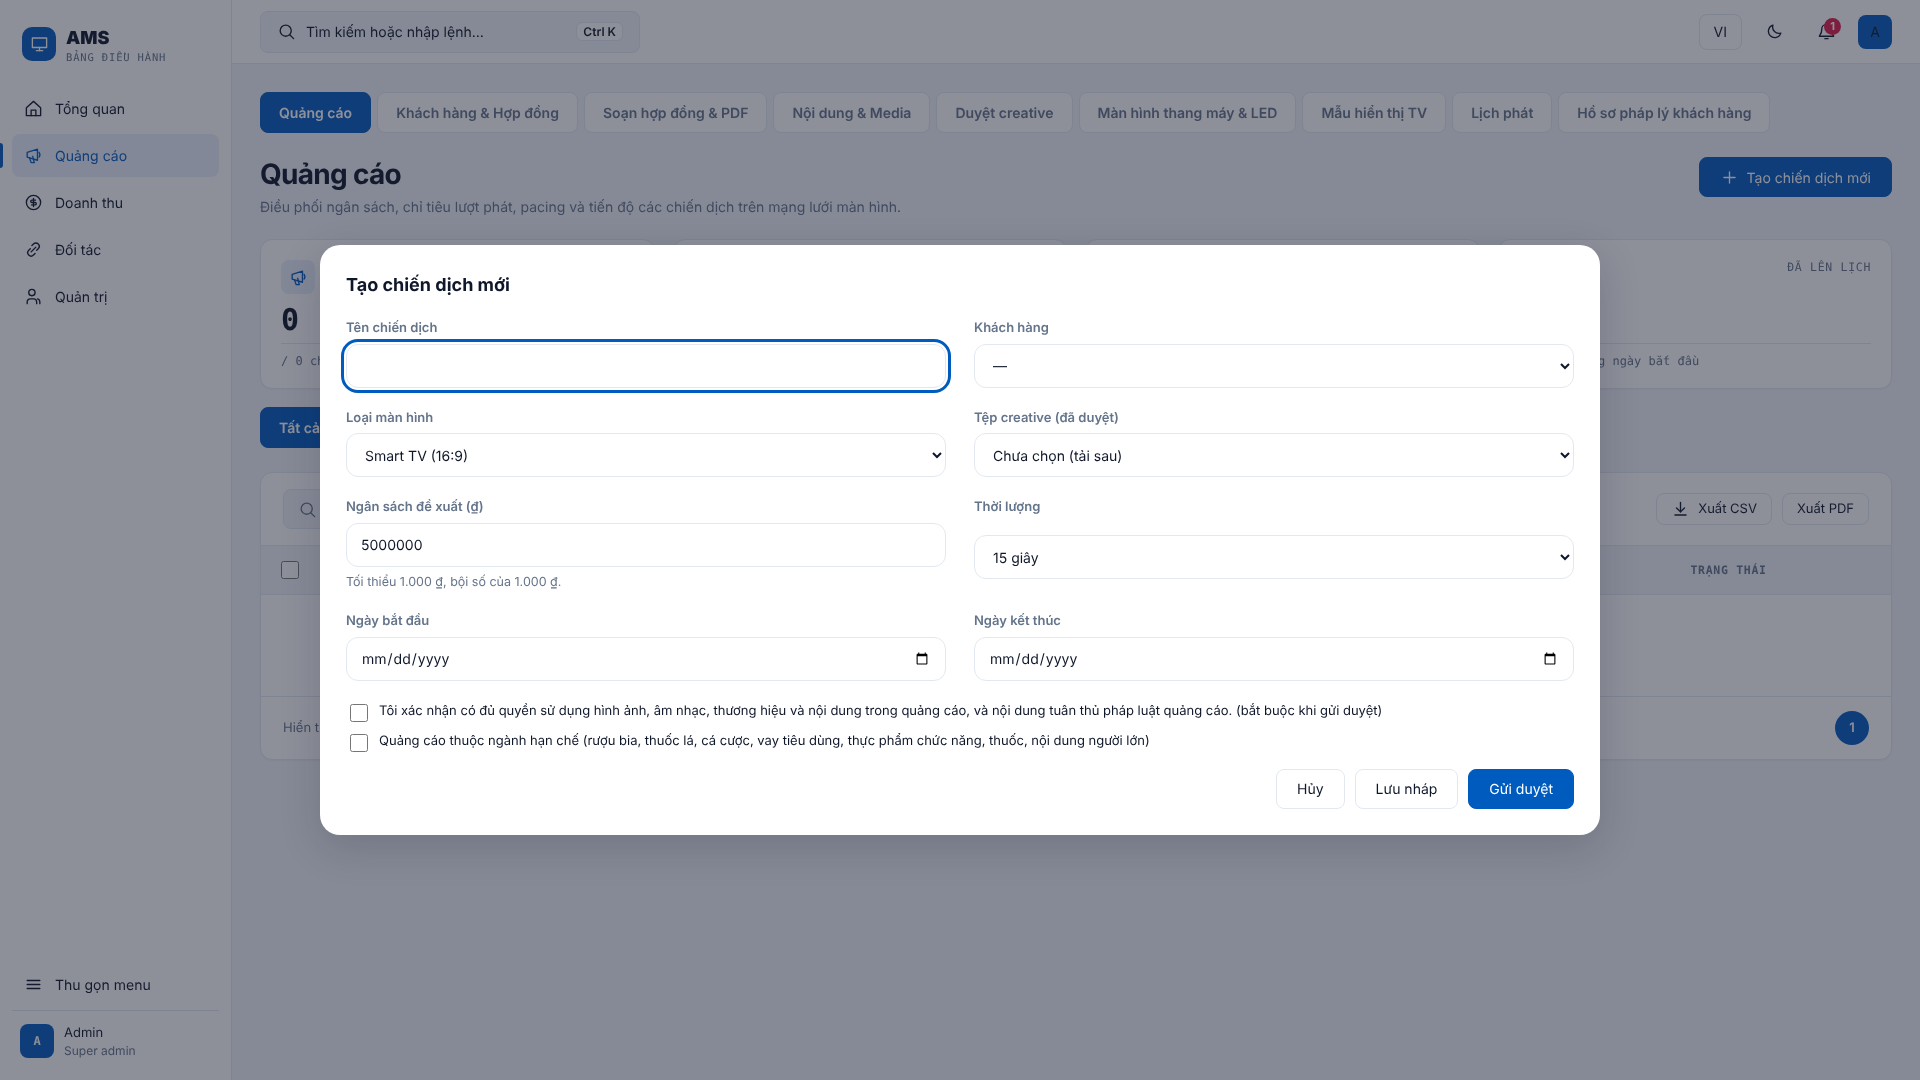 AMS
BẢNG ĐIỀU HÀNH
Tìm kiếm hoặc nhập lệnh...
Ctrl K
VI
1
A
Tổng quan
Quảng cáo
Doanh thu
Đối tác
Quản trị
Quảng cáo
Khách hàng & Hợp đồng
Soạn hợp đồng & PDF
Nội dung & Media
Duyệt creative
Màn hình thang máy & LED
Mẫu hiển thị TV
Lịch phát
Hồ sơ pháp lý khách hàng
Quảng cáo
Điều phối ngân sách, chỉ tiêu lượt phát, pacing và tiến độ các chiến dịch trên mạng lưới màn hình.
Tạo chiến dịch mới
0
/ 0
ĐÃ LÊN LỊCH
ngày bắt đầu
Tất cả
Xuất CSV
Xuất PDF
TRẠNG THÁI
Hiển
1
Tạo chiến dịch mới
Tên chiến dịch
Khách hàng
—
Loại màn hình
Smart TV (16:9)
Tệp creative (đã duyệt)
Chưa chọn (tải sau)
Ngân sách đề xuất (₫)
5000000
Tối thiểu 1.000 ₫, bội số của 1.000 ₫.
Thời lượng
15 giây
Ngày bắt đầu
mm/dd/yyyy
Ngày kết thúc
mm/dd/yyyy
Tôi xác nhận có đủ quyền sử dụng hình ảnh, âm nhạc, thương hiệu và nội dung trong quảng cáo, và nội dung tuân thủ pháp luật quảng cáo. (bắt buộc khi gửi duyệt)
Quảng cáo thuộc ngành hạn chế (rượu bia, thuốc lá, cá cược, vay tiêu dùng, thực phẩm chức năng, thuốc, nội dung người lớn)
Hủy
Lưu nháp
Gửi duyệt
Thu gọn menu
A
Admin
Super admin